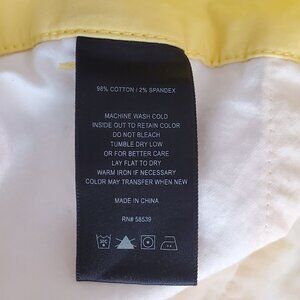 98% COTTON / 2% SPANDEX
MACHINE WASH COLD
INSIDE OUT TO RETAIN COLOR
DO NOT BLEACH
TUMBLE DRY LOW
OR FOR BETTER CARE
LAY FLAT TO DRY
WARM IRON IF NECESSARY
COLOR MAY TRANSFER WHEN NEW
MADE IN CHINA
RN# 58539